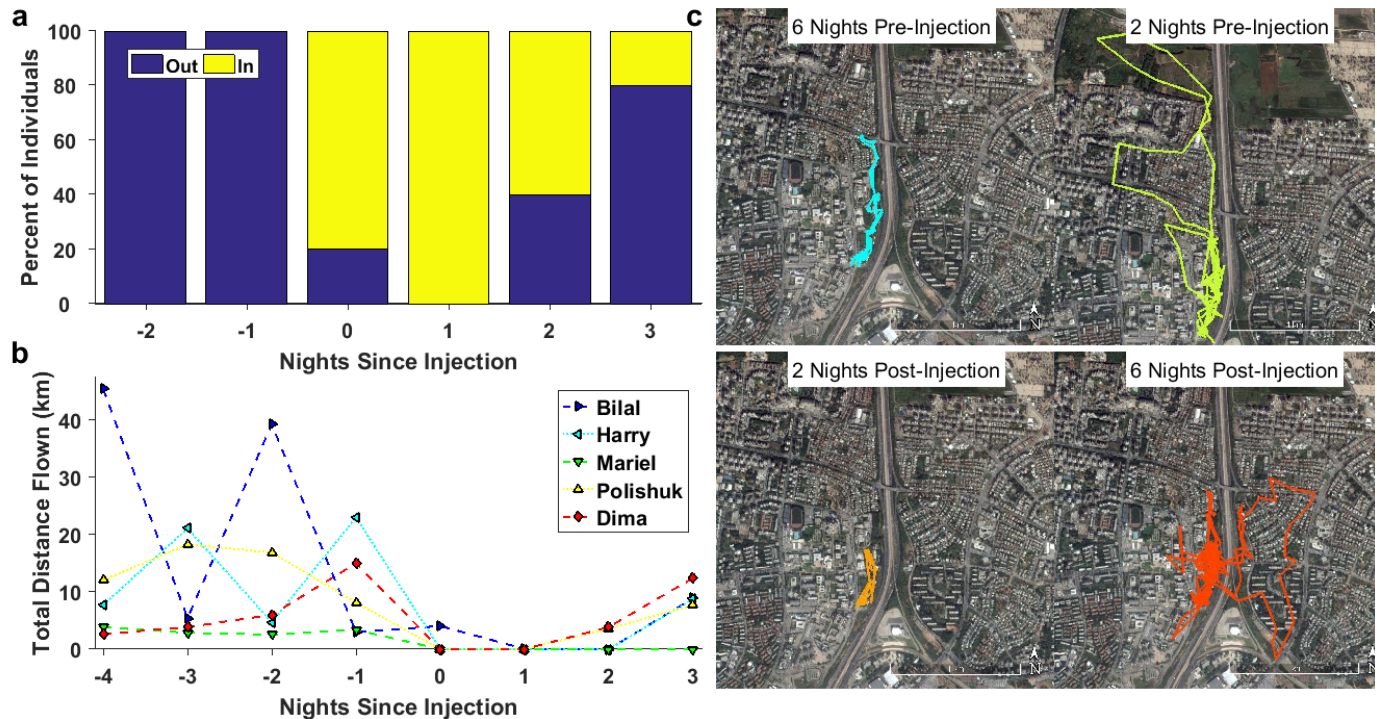 a
100
80
60
40
20
0
Percent of Individuals
Out In
-2 -1 0 1 2 3
Nights Since Injection
b
40
30
20
10
0
Total Distance Flown (km)
Bilal
Harry
Mariel
Polishuk
Dima
-4 -3 -2 -1 0 1 2 3
Nights Since Injection
c
6 Nights Pre-Injection
2 Nights Pre-Injection
N
N
2 Nights Post-Injection
6 Nights Post-Injection
N
N